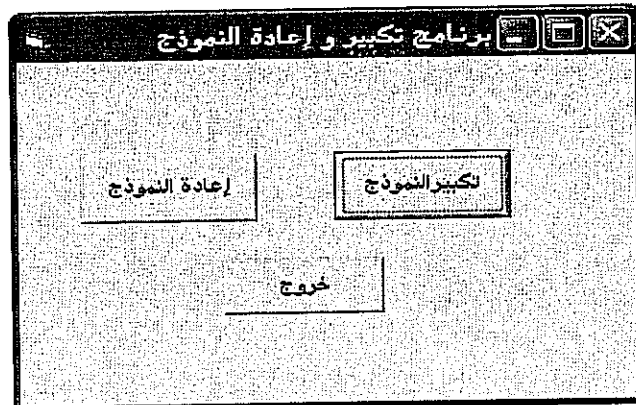 برنامج تكبير و إعادة النموذج
تكبيرالنموذج
إعادة النموذج
خروج